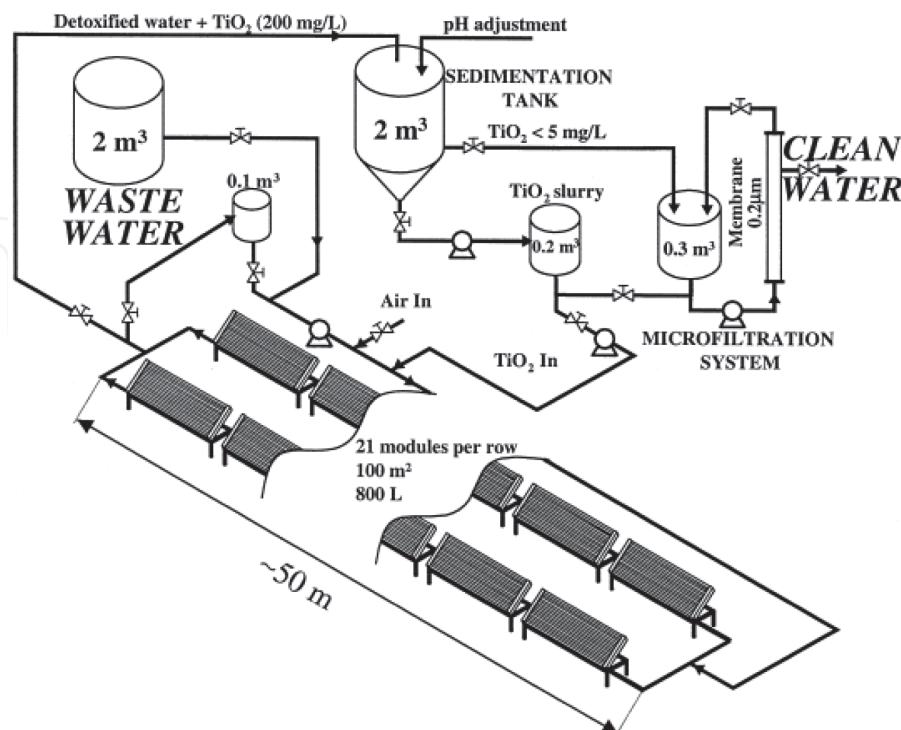 Detoxified water + TiO₂ (200 mg/L)
pH adjustment
SEDIMENTATION
TANK
2 m³
2 m³
TiO₂ < 5 mg/L
CLEAN
WATER
WASTE
WATER
0.1 m³
TiO₂ slurry
0.2 m³
0.3 m³
Membrane
0.2µm
Air In
TiO₂ In
MICROFILTRATION
SYSTEM
21 modules per row
100 m²
800 L
~50 m